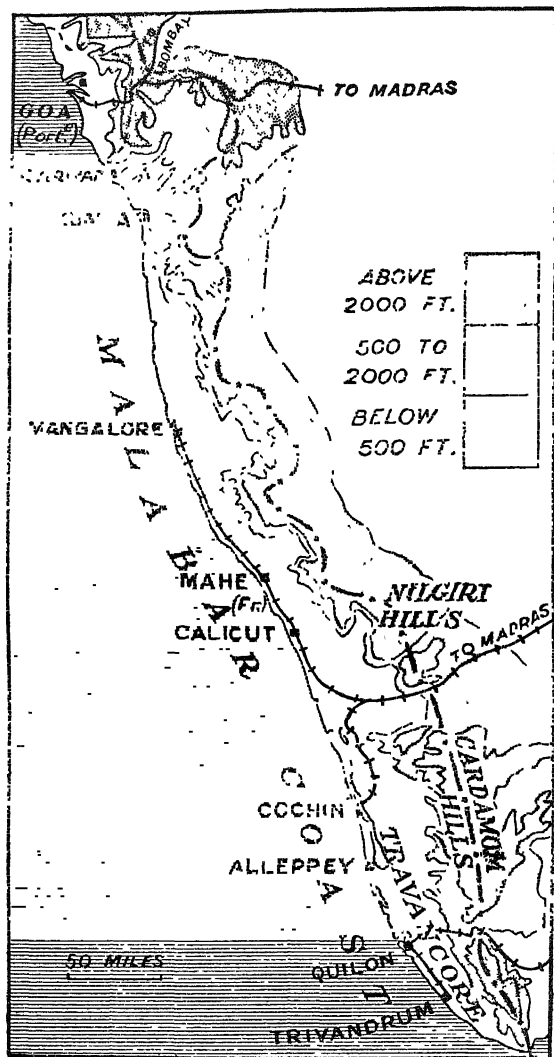 BOMBAY
TO MADRAS
GOA
(Port.)
ABOVE
2000 FT.
500 TO
2000 FT.
BELOW
500 FT.
MALABAR
COAST
MANGALORE
MAHE
(Fr.)
CALICUT
NILGIRI
HILLS
TO MADRAS
CARDAMOM
HILLS
COCHIN
ALLEPPEY
TRAVANCORE
50 MILES
QUILON
TRIVANDRUM